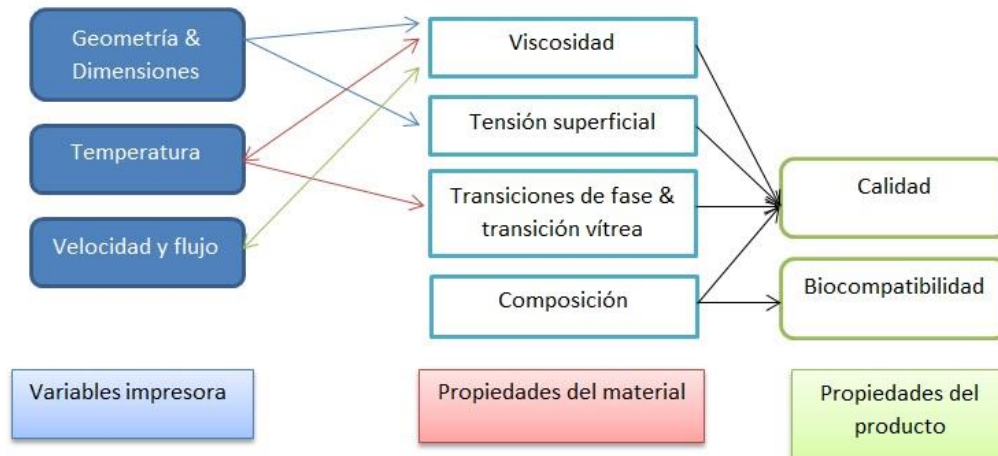 Geometría &
Dimensiones
Temperatura
Velocidad y flujo
Viscosidad
Tensión superficial
Transiciones de fase &
transición vítrea
Composición
Calidad
Biocompatibilidad
Variables impresora
Propiedades del material
Propiedades del
producto